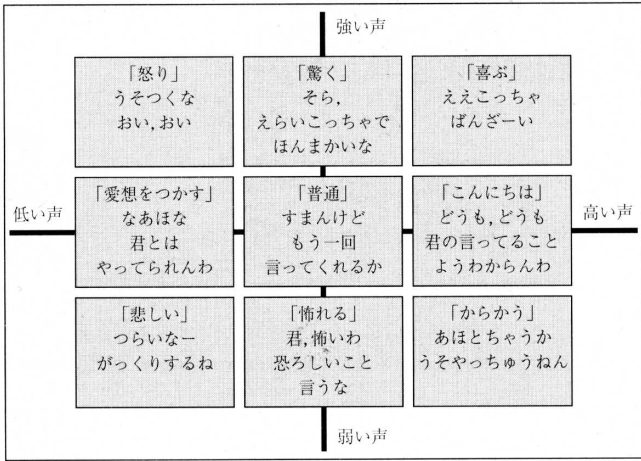 強い声
「怒り」
うそつくな
おい,おい
「驚く」
そら,
えらいこっちゃで
ほんまかいな
「喜ぶ」
ええこっちゃ
ばんざーい
低い声
「愛想をつかす」
なあほな
君とは
やってられんわ
「普通」
すまんけど
もう一回
言ってくれるか
「こんにちは」
どうも,どうも
君の言ってること
ようわからんわ
高い声
「悲しい」
つらいなー
がっくりするね
「怖れる」
君,怖いわ
恐ろしいこと
言うな
「からかう」
あほとちゃうか
うそやっちゅうねん
弱い声